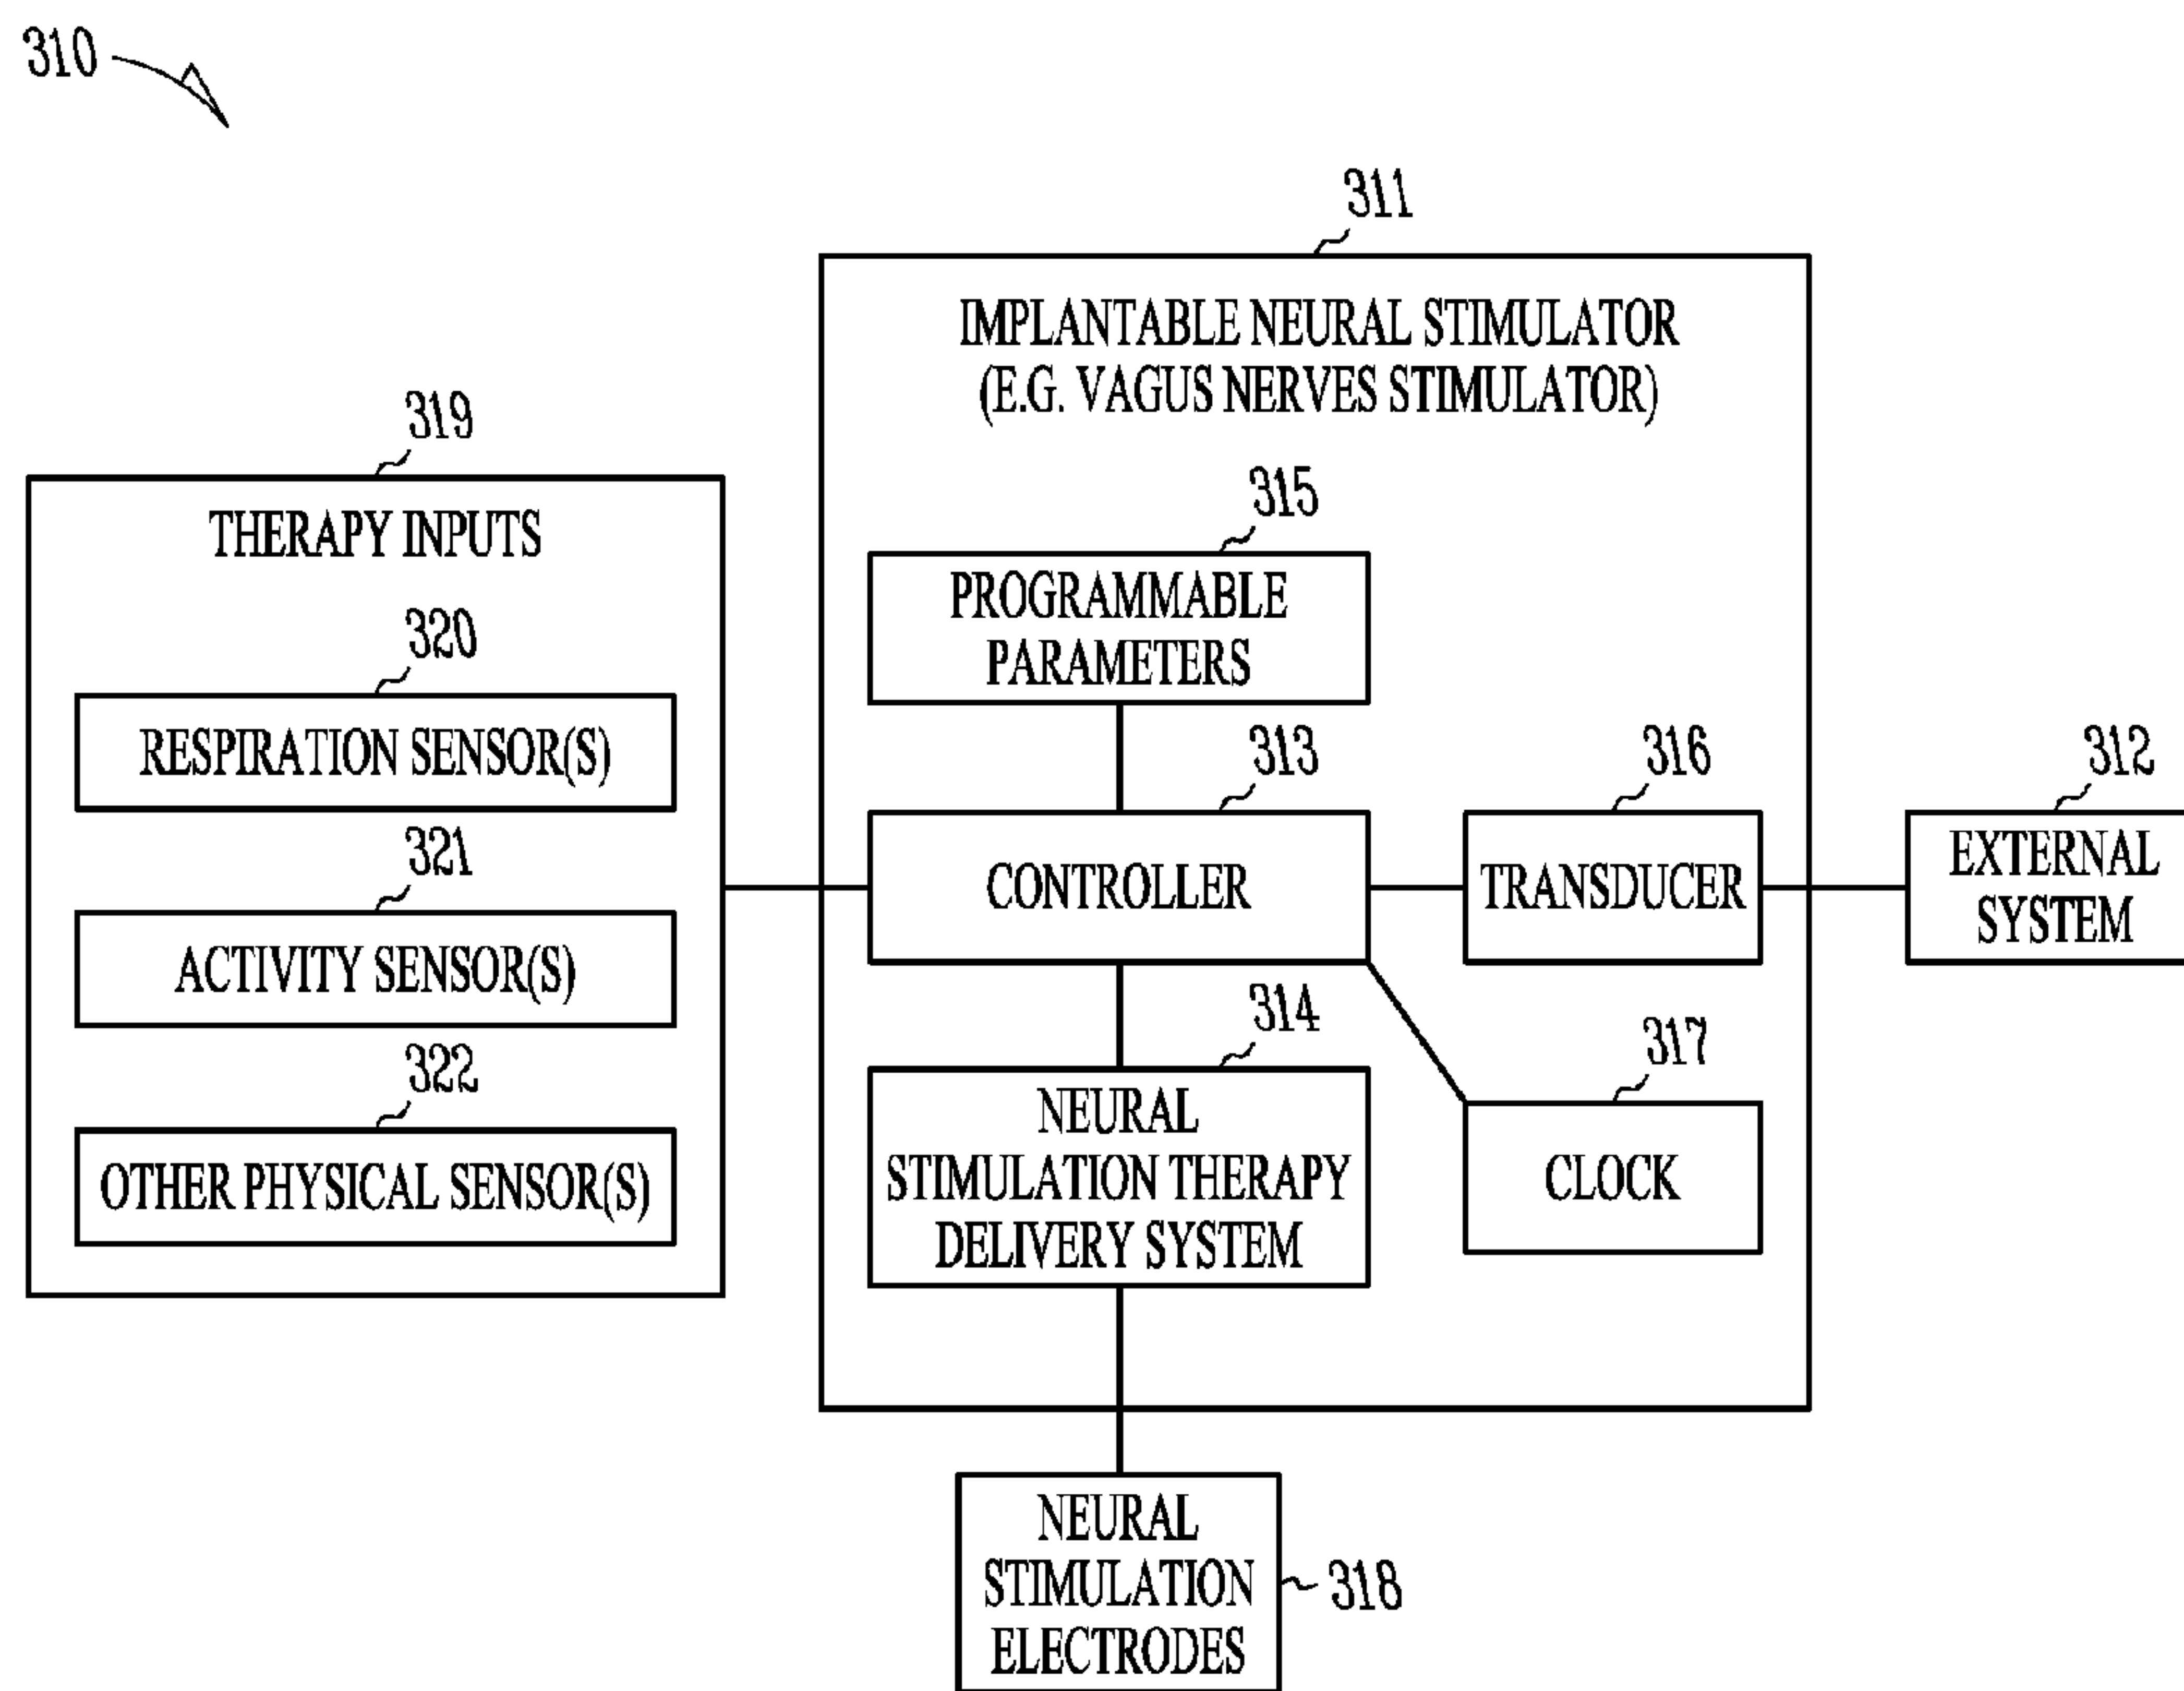 310
311
IMPLANTABLE NEURAL STIMULATOR
(E.G. VAGUS NERVES STIMULATOR)
319
THERAPY INPUTS
320
RESPIRATION SENSOR(S)
321
ACTIVITY SENSOR(S)
322
OTHER PHYSICAL SENSOR(S)
315
PROGRAMMABLE
PARAMETERS
313
CONTROLLER
316
TRANSDUCER
312
EXTERNAL
SYSTEM
314
NEURAL
STIMULATION THERAPY
DELIVERY SYSTEM
317
CLOCK
NEURAL
STIMULATION
ELECTRODES
318